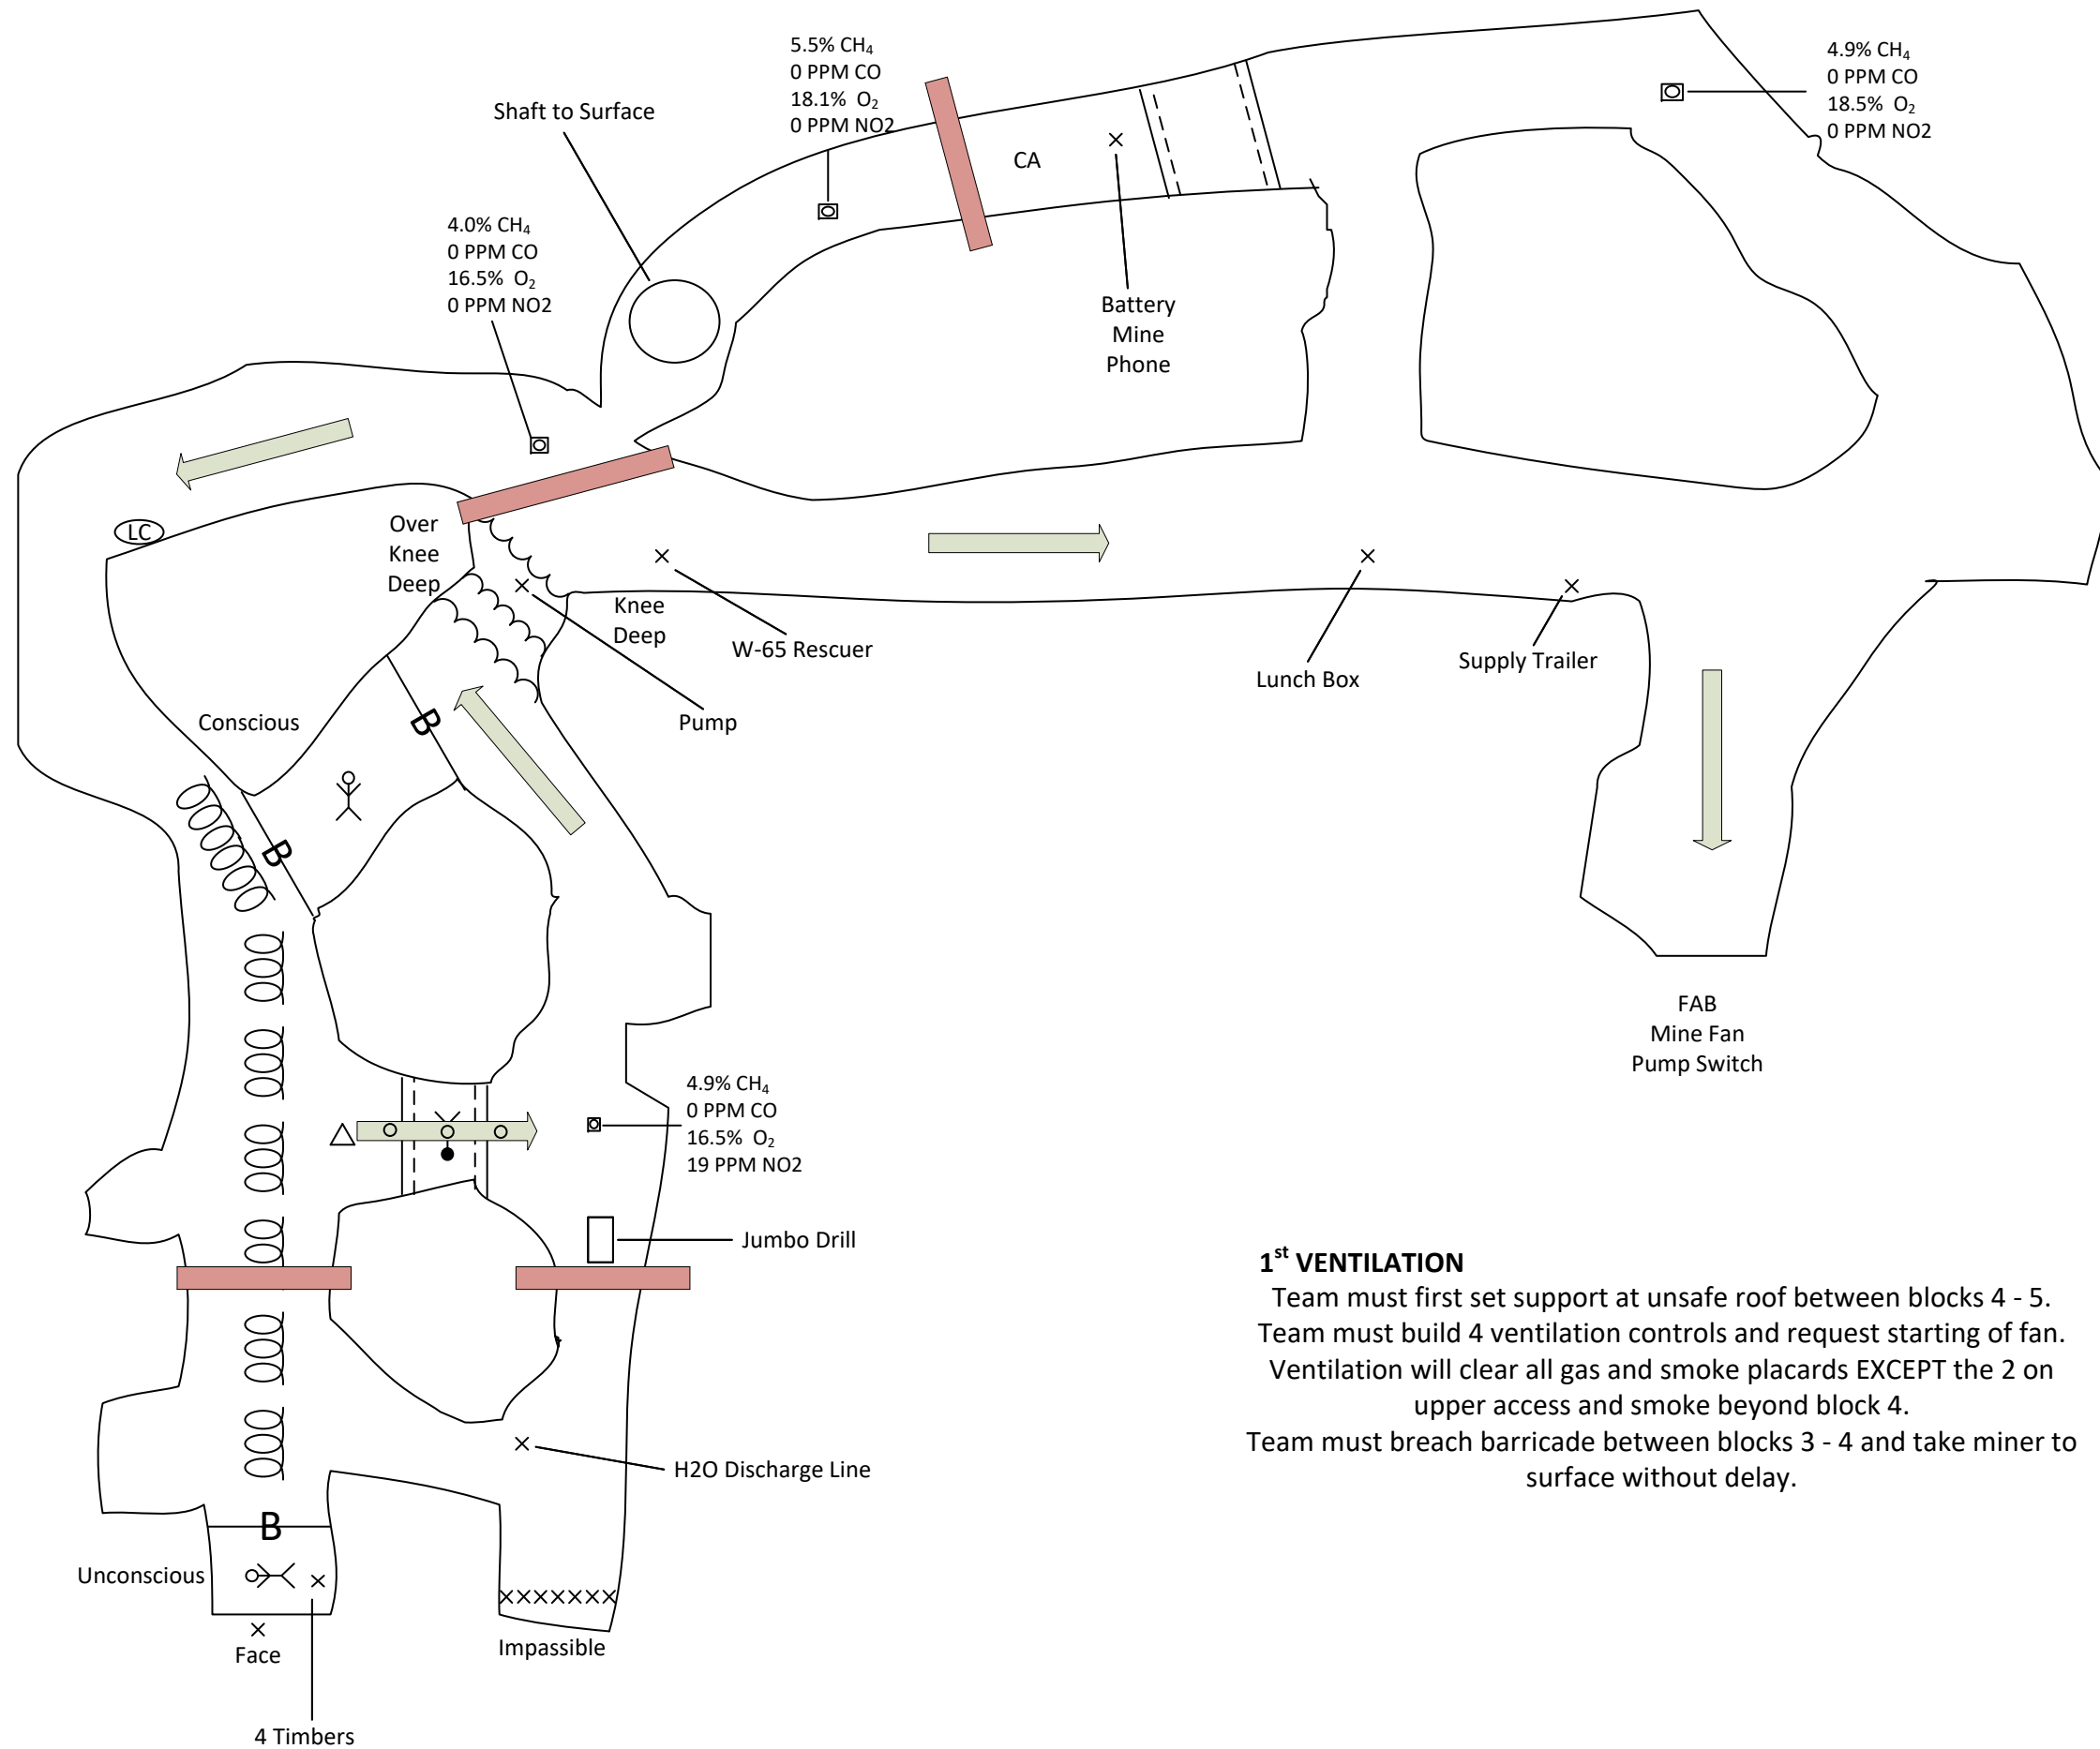 5.5% CH₄
0 PPM CO
18.1% O₂
0 PPM NO2
4.9% CH₄
0 PPM CO
18.5% O₂
0 PPM NO2
Shaft to Surface
CA
4.0% CH₄
0 PPM CO
16.5% O₂
0 PPM NO2
Battery
Mine
Phone
LC
Over
Knee
Deep
Knee
Deep
W-65 Rescuer
Pump
Lunch Box
Supply Trailer
Conscious
B
B
FAB
Mine Fan
Pump Switch
4.9% CH₄
0 PPM CO
16.5% O₂
19 PPM NO2
Jumbo Drill
1st VENTILATION
Team must first set support at unsafe roof between blocks 4 - 5.
Team must build 4 ventilation controls and request starting of fan.
Ventilation will clear all gas and smoke placards EXCEPT the 2 on
upper access and smoke beyond block 4.
Team must breach barricade between blocks 3 - 4 and take miner to
surface without delay.
H2O Discharge Line
B
Unconscious
Face
Impassible
4 Timbers